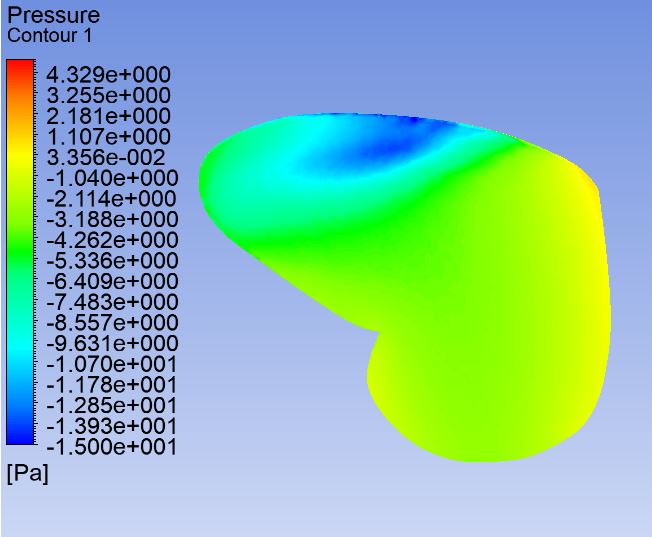 Pressure
Contour 1
4.329e+000
3.255e+000
2.181e+000
1.107e+000
3.356e-002
-1.040e+000
-2.114e+000
-3.188e+000
-4.262e+000
-5.336e+000
-6.409e+000
-7.483e+000
-8.557e+000
-9.631e+000
-1.070e+001
-1.178e+001
-1.285e+001
-1.393e+001
-1.500e+001
[Pa]